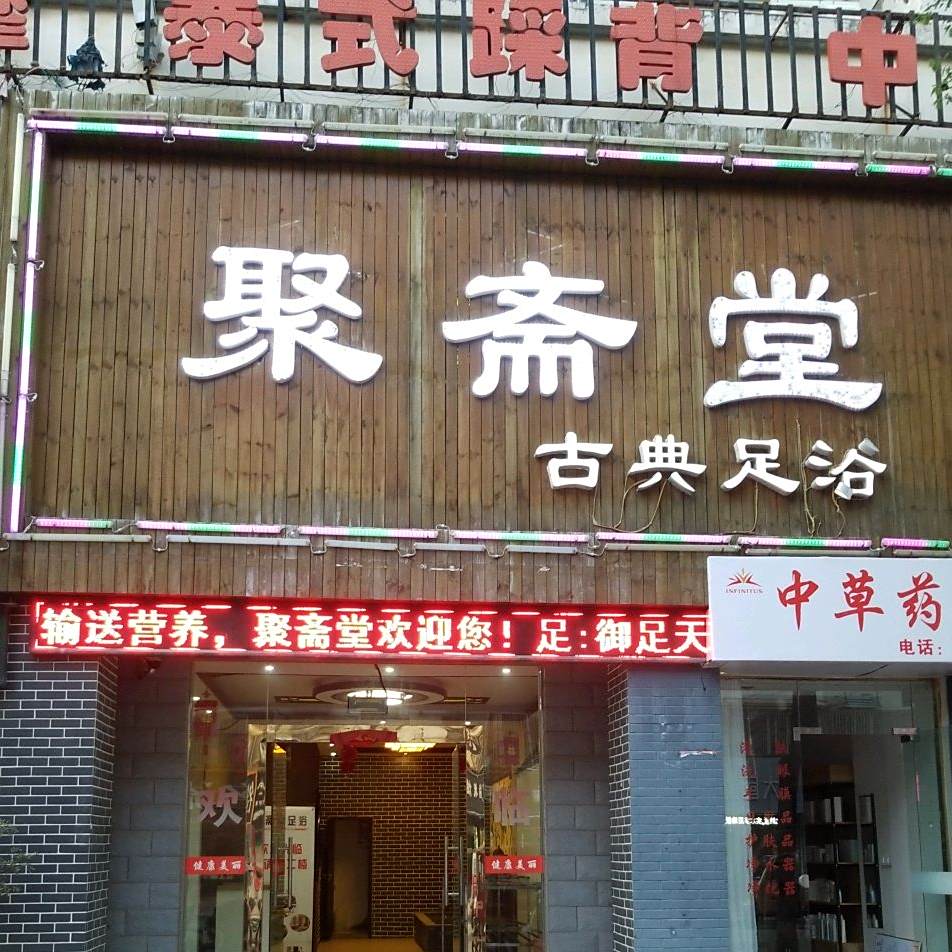 泰式踩背 中
聚斋堂
古典足浴
输送营养，聚斋堂欢迎您！足:御足天
INFINITUS
中草药
电话：
欢
临
足浴
健康美丽
健康美丽